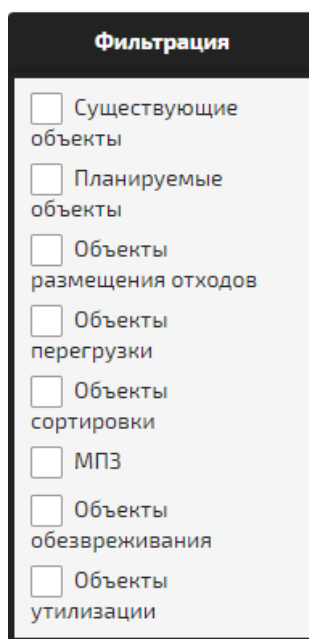 Фильтрация
Существующие
объекты
Планируемые
объекты
Объекты
размещения отходов
Объекты
перегрузки
Объекты
сортировки
МПЗ
Объекты
обезвреживания
Объекты
утилизации